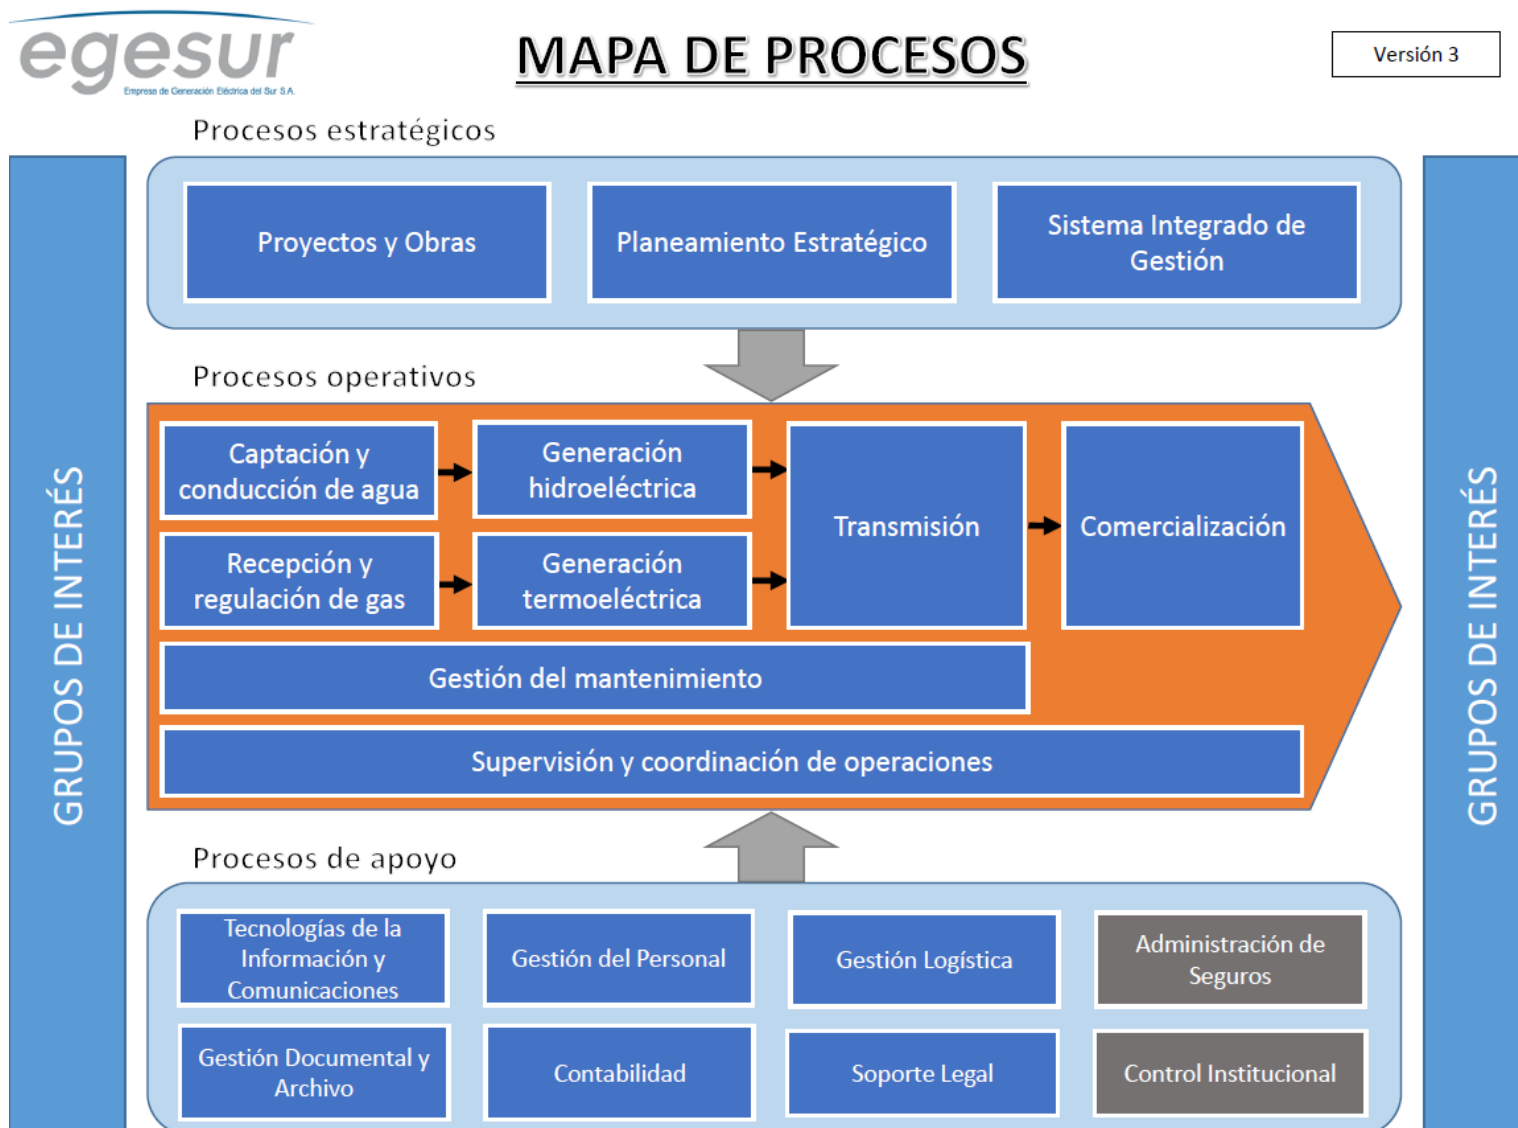 egesur
Empresa de Generación Eléctrica del Sur S.A.
MAPA DE PROCESOS
Versión 3
Procesos estratégicos
GRUPOS DE INTERÉS
Proyectos y Obras
Planeamiento Estratégico
Sistema Integrado de
Gestión
GRUPOS DE INTERÉS
Procesos operativos
Captación y
conducción de agua
Generación
hidroeléctrica
Recepción y
regulación de gas
Generación
termoeléctrica
Transmisión
Comercialización
Gestión del mantenimiento
Supervisión y coordinación de operaciones
Procesos de apoyo
Tecnologías de la
Información y
Comunicaciones
Gestión del Personal
Gestión Logística
Administración de
Seguros
Gestión Documental y
Archivo
Contabilidad
Soporte Legal
Control Institucional